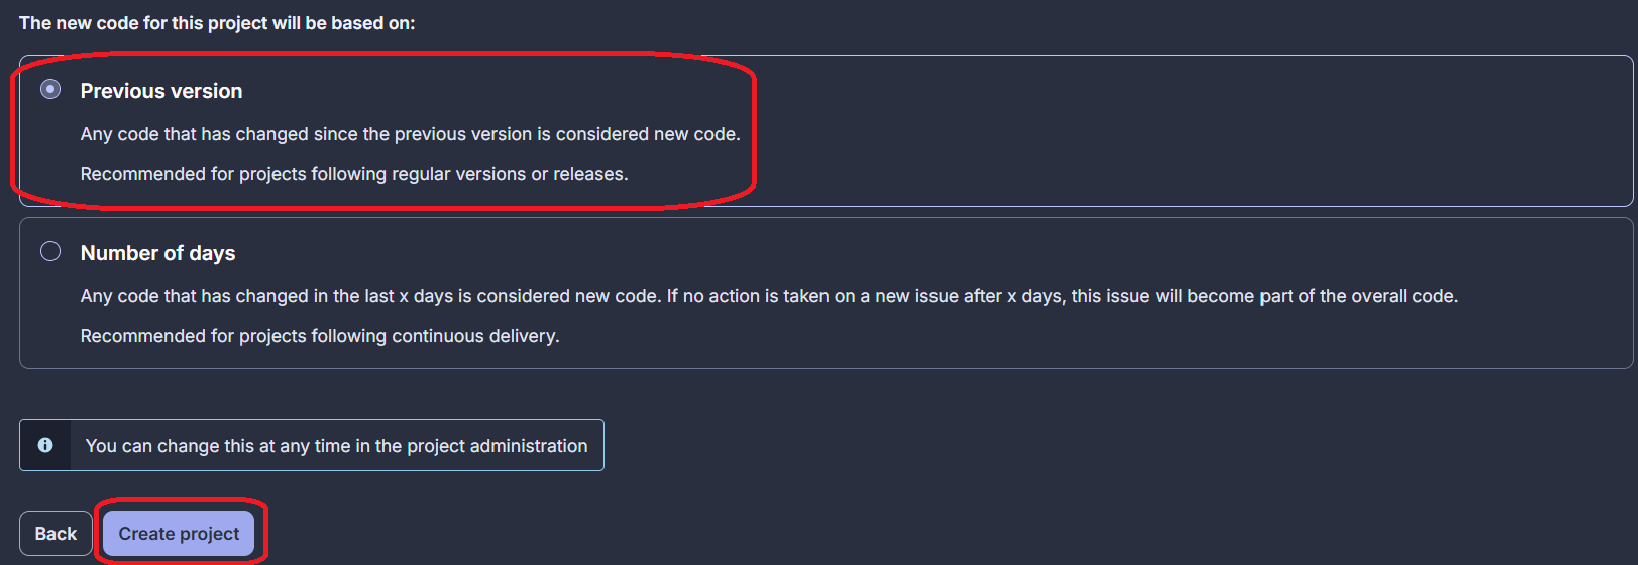 The new code for this project will be based on:
Previous version
Any code that has changed since the previous version is considered new code.
Recommended for projects following regular versions or releases.
Number of days
Any code that has changed in the last x days is considered new code. If no action is taken on a new issue after x days, this issue will become part of the overall code.
Recommended for projects following continuous delivery.
You can change this at any time in the project administration
Back
Create project